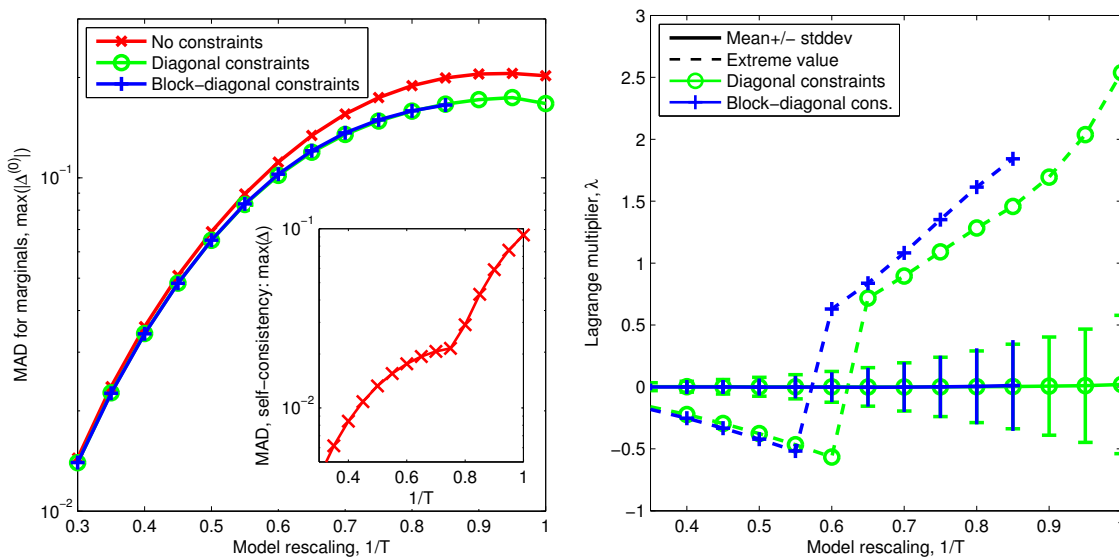 No constraints
Diagonal constraints
Block−diagonal constraints
MAD for marginals, max(|Δ^(0)|)
10^−1
10^−2
0.3 0.4 0.5 0.6 0.7 0.8 0.9 1
Model rescaling, 1/T
MAD, self−consistency: max(Δ)
10^−1
10^−2
0.4 0.6 0.8 1
1/T
Mean+/− stddev
Extreme value
Diagonal constraints
Block−diagonal cons.
Lagrange multiplier, λ
3
2.5
2
1.5
1
0.5
0
−0.5
−1
0.4 0.5 0.6 0.7 0.8 0.9 1
Model rescaling, 1/T